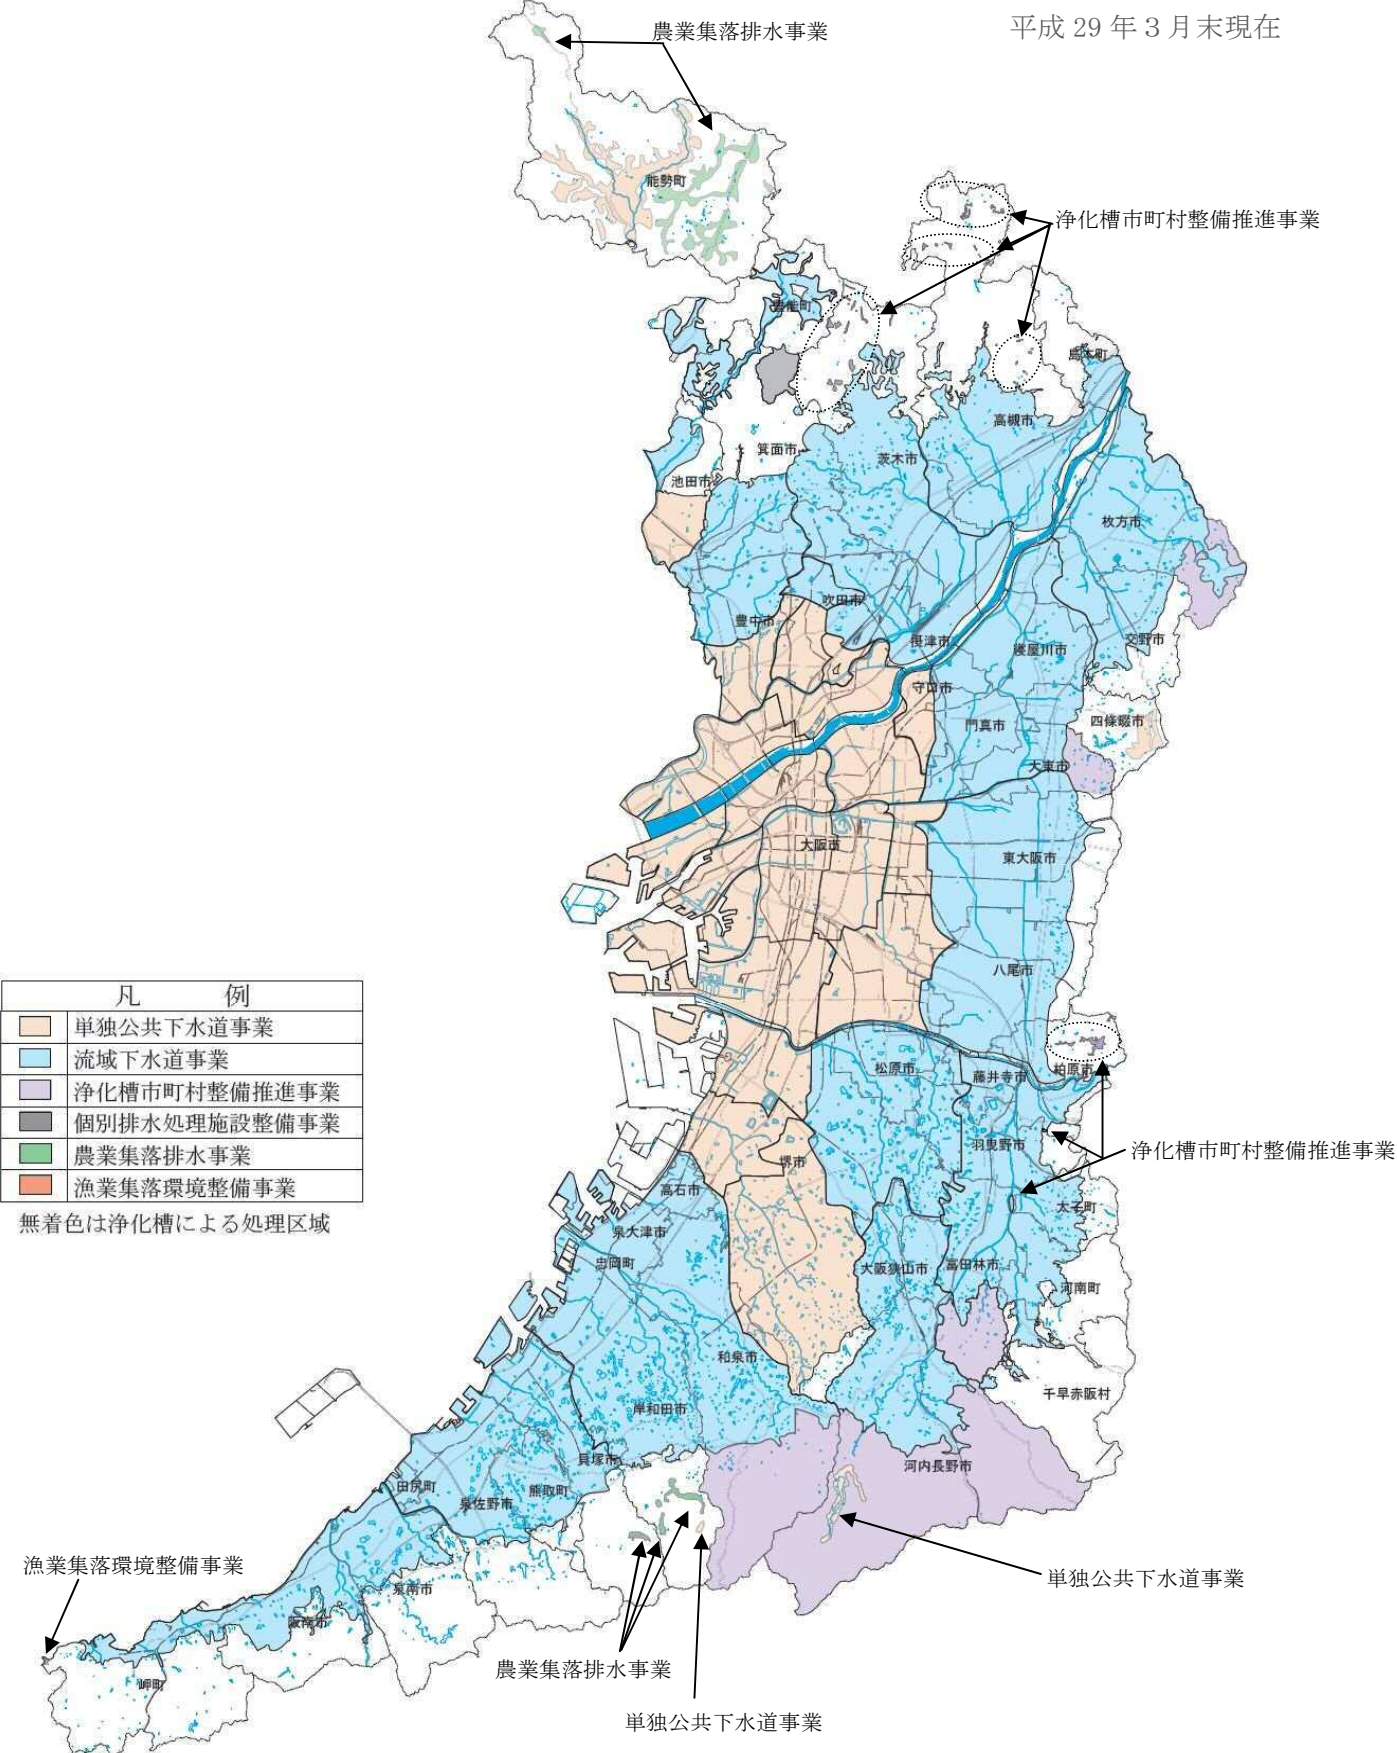 平成 29 年３月末現在
農業集落排水事業
能勢町
浄化槽市町村整備推進事業
豊能町
島本町
高槻市
箕面市
茨木市
池田市
枚方市
吹田市
豊中市
摂津市
交野市
寝屋川市
守口市
門真市
四條畷市
大東市
大阪市
東大阪市
八尾市
凡　例
単独公共下水道事業
流域下水道事業
浄化槽市町村整備推進事業
個別排水処理施設整備事業
農業集落排水事業
漁業集落環境整備事業
無着色は浄化槽による処理区域
松原市
藤井寺市
柏原市
羽曳野市
浄化槽市町村整備推進事業
堺市
高石市
太子町
泉大津市
忠岡町
大阪狭山市
富田林市
河南町
和泉市
千早赤阪村
岸和田市
貝塚市
河内長野市
田尻町
熊取町
泉佐野市
漁業集落環境整備事業
単独公共下水道事業
泉南市
阪南市
農業集落排水事業
岬町
単独公共下水道事業